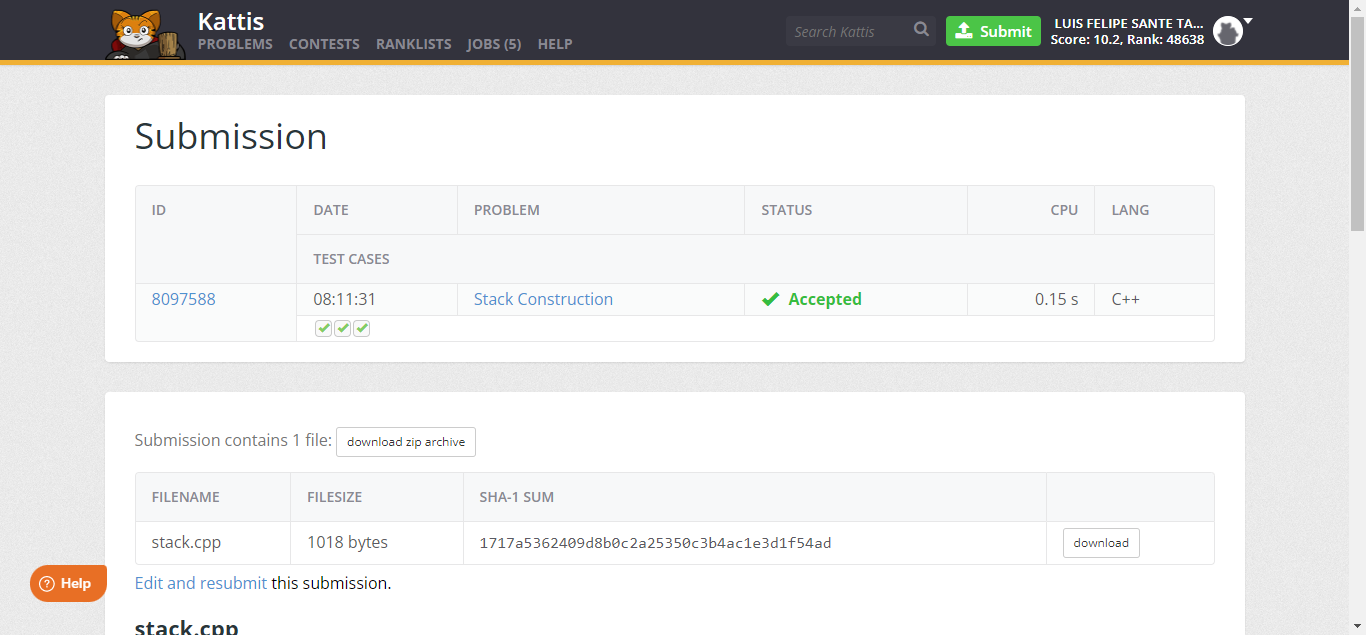 Kattis
PROBLEMS CONTESTS RANKLISTS JOBS (5) HELP
Search Kattis
Submit
LUIS FELIPE SANTE TA...
Score: 10.2, Rank: 48638
Submission
ID DATE PROBLEM STATUS CPU LANG
TEST CASES
8097588 08:11:31 Stack Construction Accepted 0.15 s C++
Submission contains 1 file: download zip archive
FILENAME FILESIZE SHA-1 SUM
stack.cpp 1018 bytes 1717a5362409d8b0c2a25350c3b4ac1e3d1f54ad download
Help
Edit and resubmit this submission.
stack.cpp